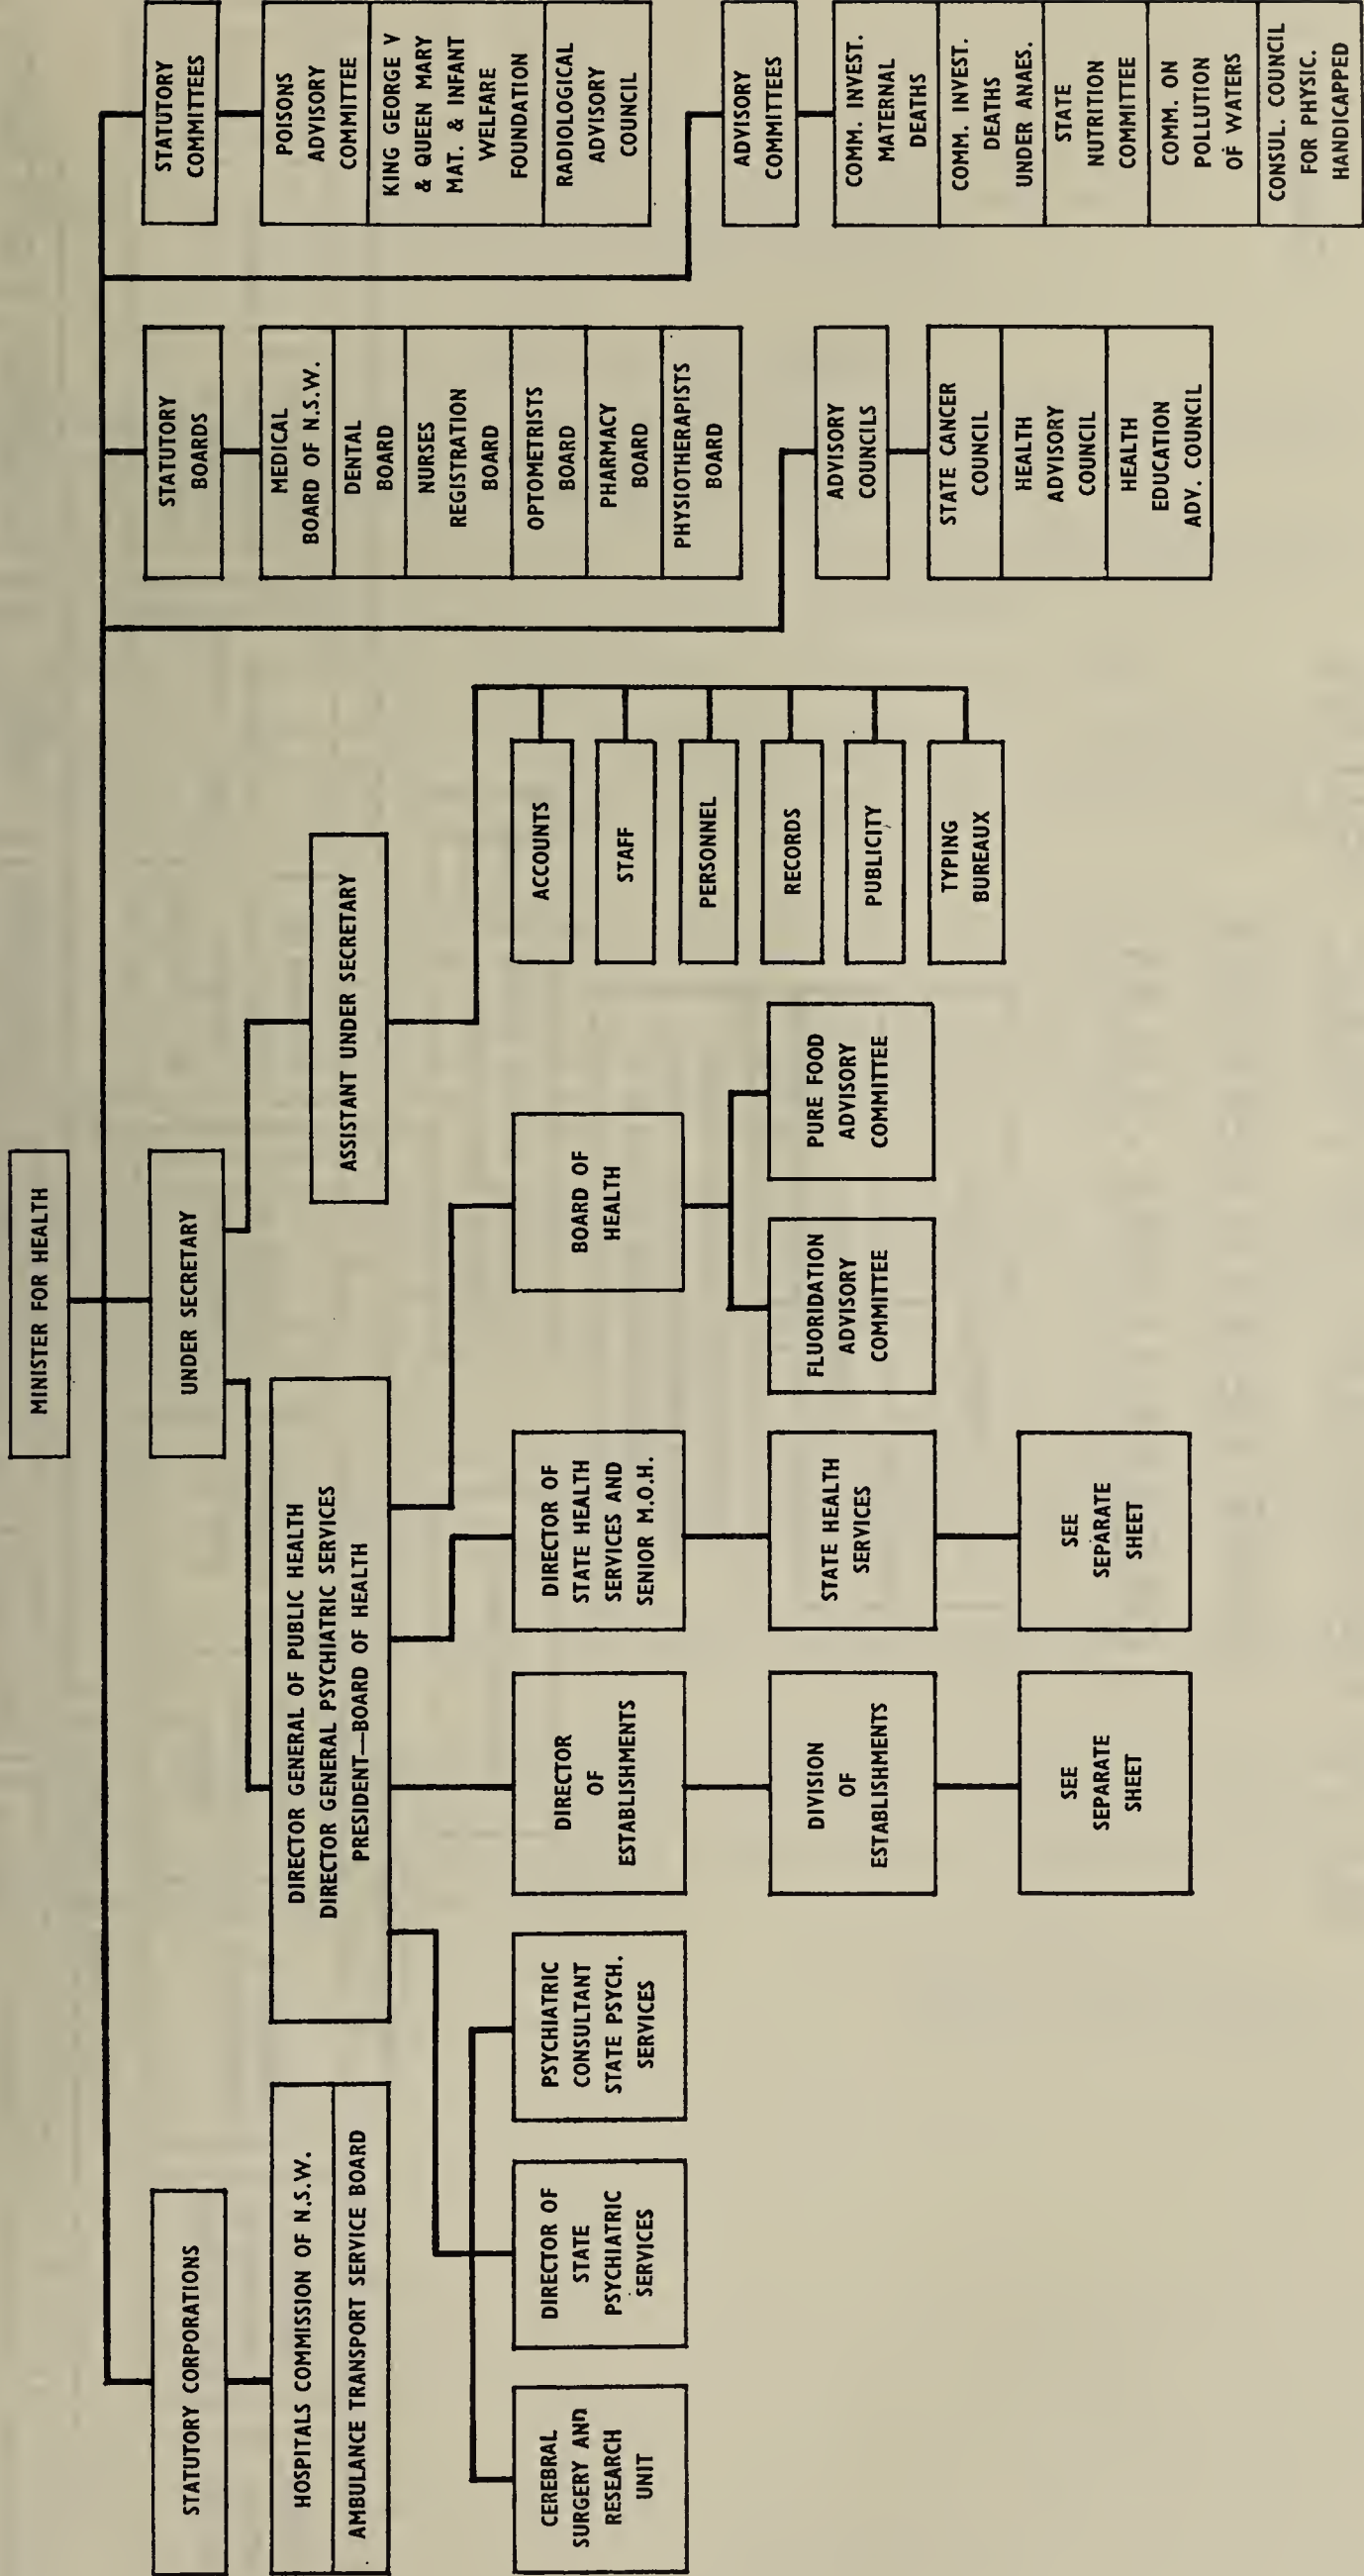 MINISTER FOR HEALTH
STATUTORY CORPORATIONS
HOSPITALS COMMISSION OF N.S.W.
AMBULANCE TRANSPORT SERVICE BOARD
UNDER SECRETARY
DIRECTOR GENERAL OF PUBLIC HEALTH
DIRECTOR GENERAL PSYCHIATRIC SERVICES
PRESIDENT—BOARD OF HEALTH
CEREBRAL
SURGERY AND
RESEARCH
UNIT
DIRECTOR OF
STATE
PSYCHIATRIC
SERVICES
PSYCHIATRIC
CONSULTANT
STATE PSYCH.
SERVICES
DIRECTOR
OF
ESTABLISHMENTS
DIVISION
OF
ESTABLISHMENTS
SEE
SEPARATE
SHEET
DIRECTOR OF
STATE HEALTH
SERVICES AND
SENIOR M.O.H.
STATE HEALTH
SERVICES
SEE
SEPARATE
SHEET
BOARD OF
HEALTH
FLUORIDATION
ADVISORY
COMMITTEE
PURE FOOD
ADVISORY
COMMITTEE
ASSISTANT UNDER SECRETARY
ACCOUNTS
STAFF
PERSONNEL
RECORDS
PUBLICITY
TYPING
BUREAUX
STATUTORY
BOARDS
MEDICAL
BOARD OF N.S.W.
DENTAL
BOARD
NURSES
REGISTRATION
BOARD
OPTOMETRISTS
BOARD
PHARMACY
BOARD
PHYSIOTHERAPISTS
BOARD
ADVISORY
COUNCILS
STATE CANCER
COUNCIL
HEALTH
ADVISORY
COUNCIL
HEALTH
EDUCATION
ADV. COUNCIL
STATUTORY
COMMITTEES
POISONS
ADVISORY
COMMITTEE
KING GEORGE V
& QUEEN MARY
MAT. & INFANT
WELFARE
FOUNDATION
RADIOLOGICAL
ADVISORY
COUNCIL
ADVISORY
COMMITTEES
COMM. INVEST.
MATERNAL
DEATHS
COMM. INVEST.
DEATHS
UNDER ANAES.
STATE
NUTRITION
COMMITTEE
COMM. ON
POLLUTION
OF WATERS
CONSUL. COUNCIL
FOR PHYSIC.
HANDICAPPED